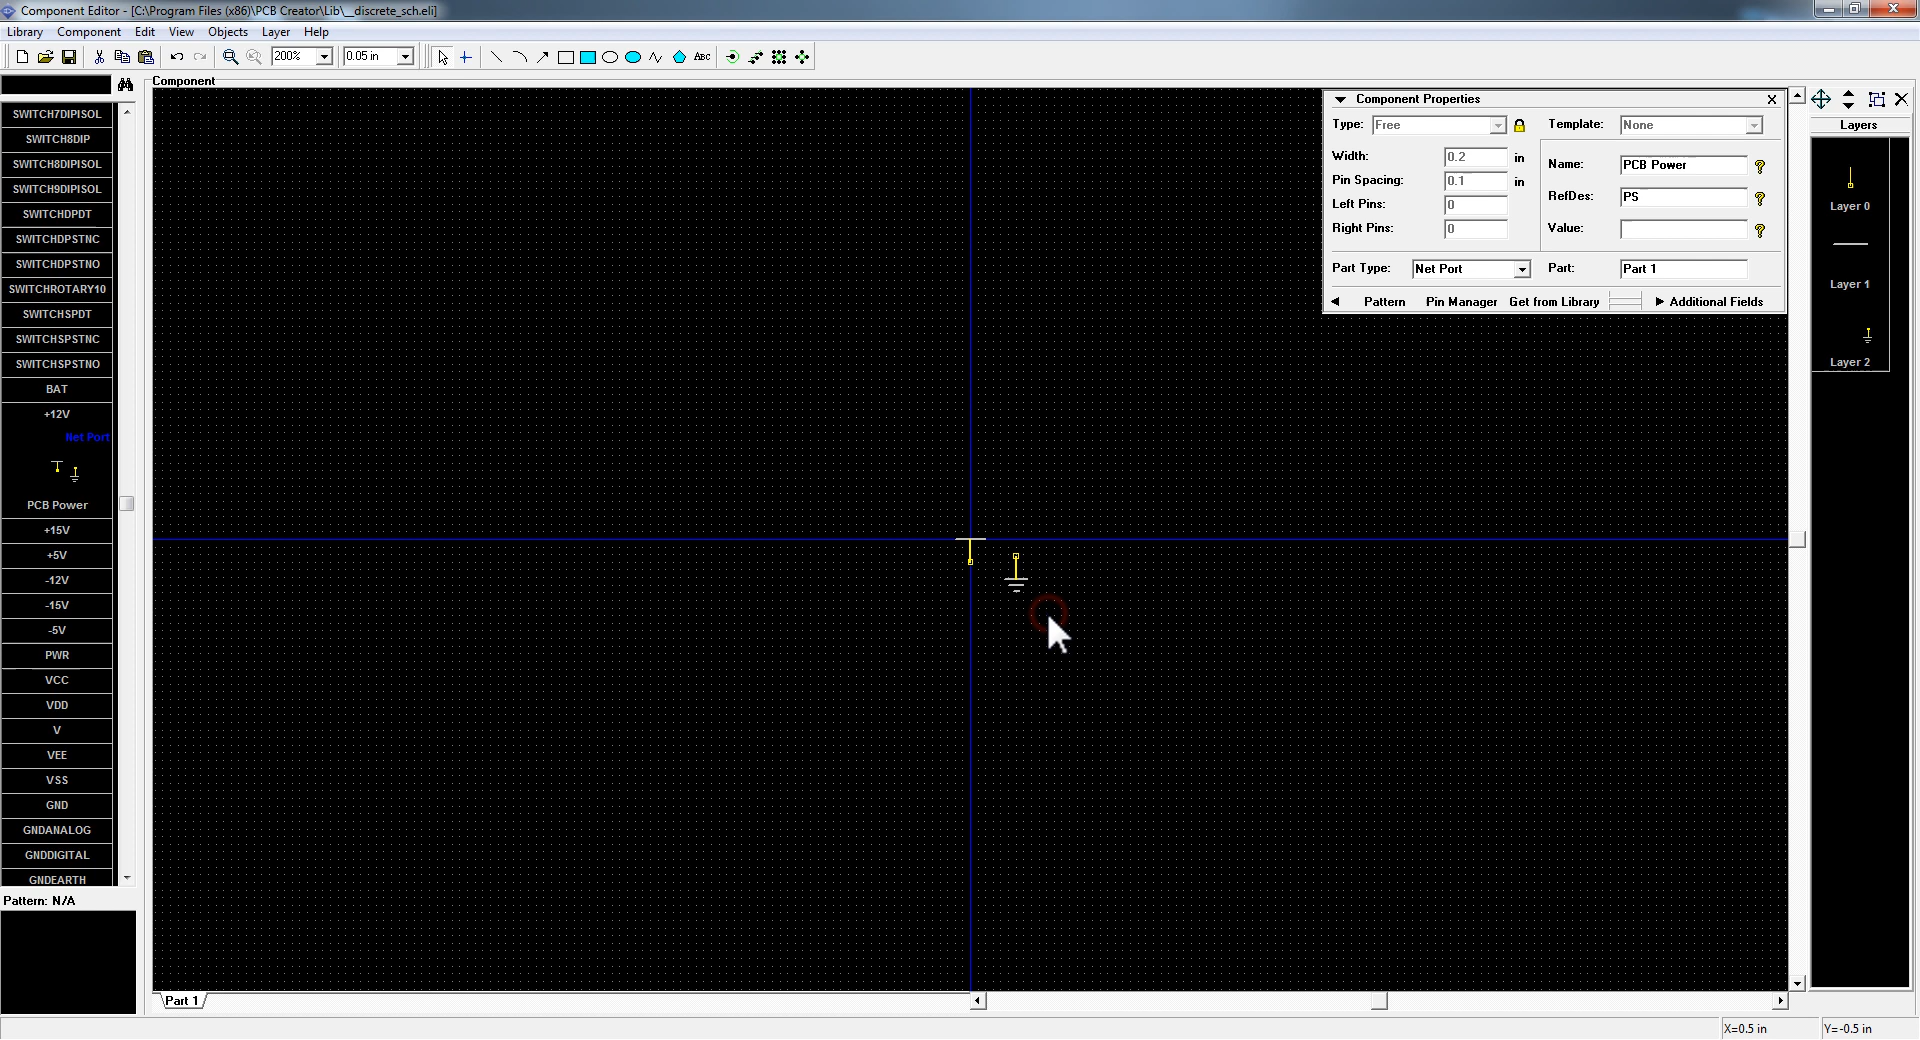 Component Editor - [C:\Program Files (x86)\PCB Creator\Lib\__discrete_sch.eli]
Library Component Edit View Objects Layer Help
200% 0.05 in ABC
Component
SWITCH7DIPISOL
SWITCH8DIP
SWITCH8DIPISOL
SWITCH9DIPISOL
SWITCHDPDT
SWITCHDPSTNC
SWITCHDPSTNO
SWITCHROTARY10
SWITCHSPDT
SWITCHSPSTNC
SWITCHSPSTNO
BAT
+12V
Net Port
PCB Power
+15V
+5V
-12V
-15V
-5V
PWR
VCC
VDD
V
VEE
VSS
GND
GNDANALOG
GNDDIGITAL
GNDEARTH
Pattern: N/A
Component Properties
Type: Free Template: None
Width: 0.2 in Name: PCB Power
Pin Spacing: 0.1 in RefDes: PS
Left Pins: 0 Value:
Right Pins: 0
Part Type: Net Port Part: Part 1
Pattern Pin Manager Get from Library Additional Fields
Layers
Layer 0
Layer 1
Layer 2
Part 1
X=0.5 in Y=-0.5 in